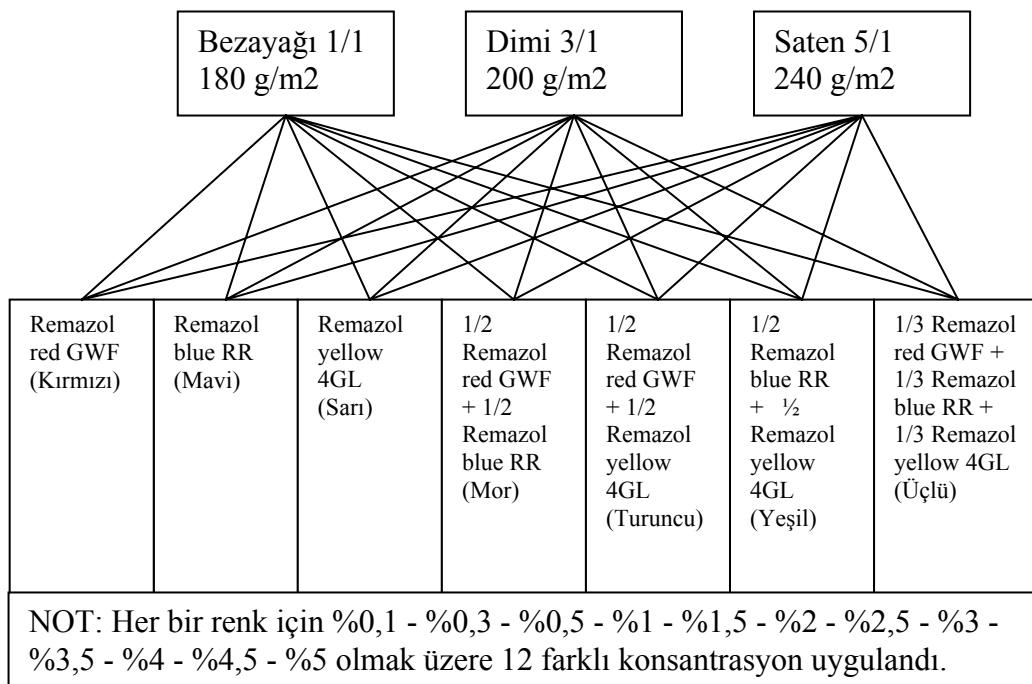 Bezayağı 1/1
180 g/m2
Dimi 3/1
200 g/m2
Saten 5/1
240 g/m2
Remazol
red GWF
(Kırmızı)
Remazol
blue RR
(Mavi)
Remazol
yellow
4GL
(Sarı)
1/2
Remazol
red GWF
+ 1/2
Remazol
blue RR
(Mor)
1/2
Remazol
red GWF
+ 1/2
Remazol
yellow
4GL
(Turuncu)
1/2
Remazol
blue RR
+ ½
Remazol
yellow
4GL
(Yeşil)
1/3 Remazol
red GWF +
1/3 Remazol
blue RR +
1/3 Remazol
yellow 4GL
(Üçlü)
NOT: Her bir renk için %0,1 - %0,3 - %0,5 - %1 - %1,5 - %2 - %2,5 - %3 -
%3,5 - %4 - %4,5 - %5 olmak üzere 12 farklı konsantrasyon uygulandı.